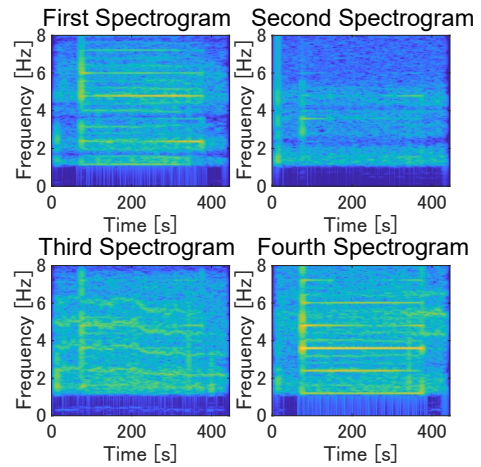 First Spectrogram
Second Spectrogram
Frequency [Hz]
8
6
4
2
0
0 200 400
Time [s]
Frequency [Hz]
8
6
4
2
0
0 200 400
Time [s]
Third Spectrogram
Fourth Spectrogram
Frequency [Hz]
8
6
4
2
0
0 200 400
Time [s]
Frequency [Hz]
8
6
4
2
0
0 200 400
Time [s]